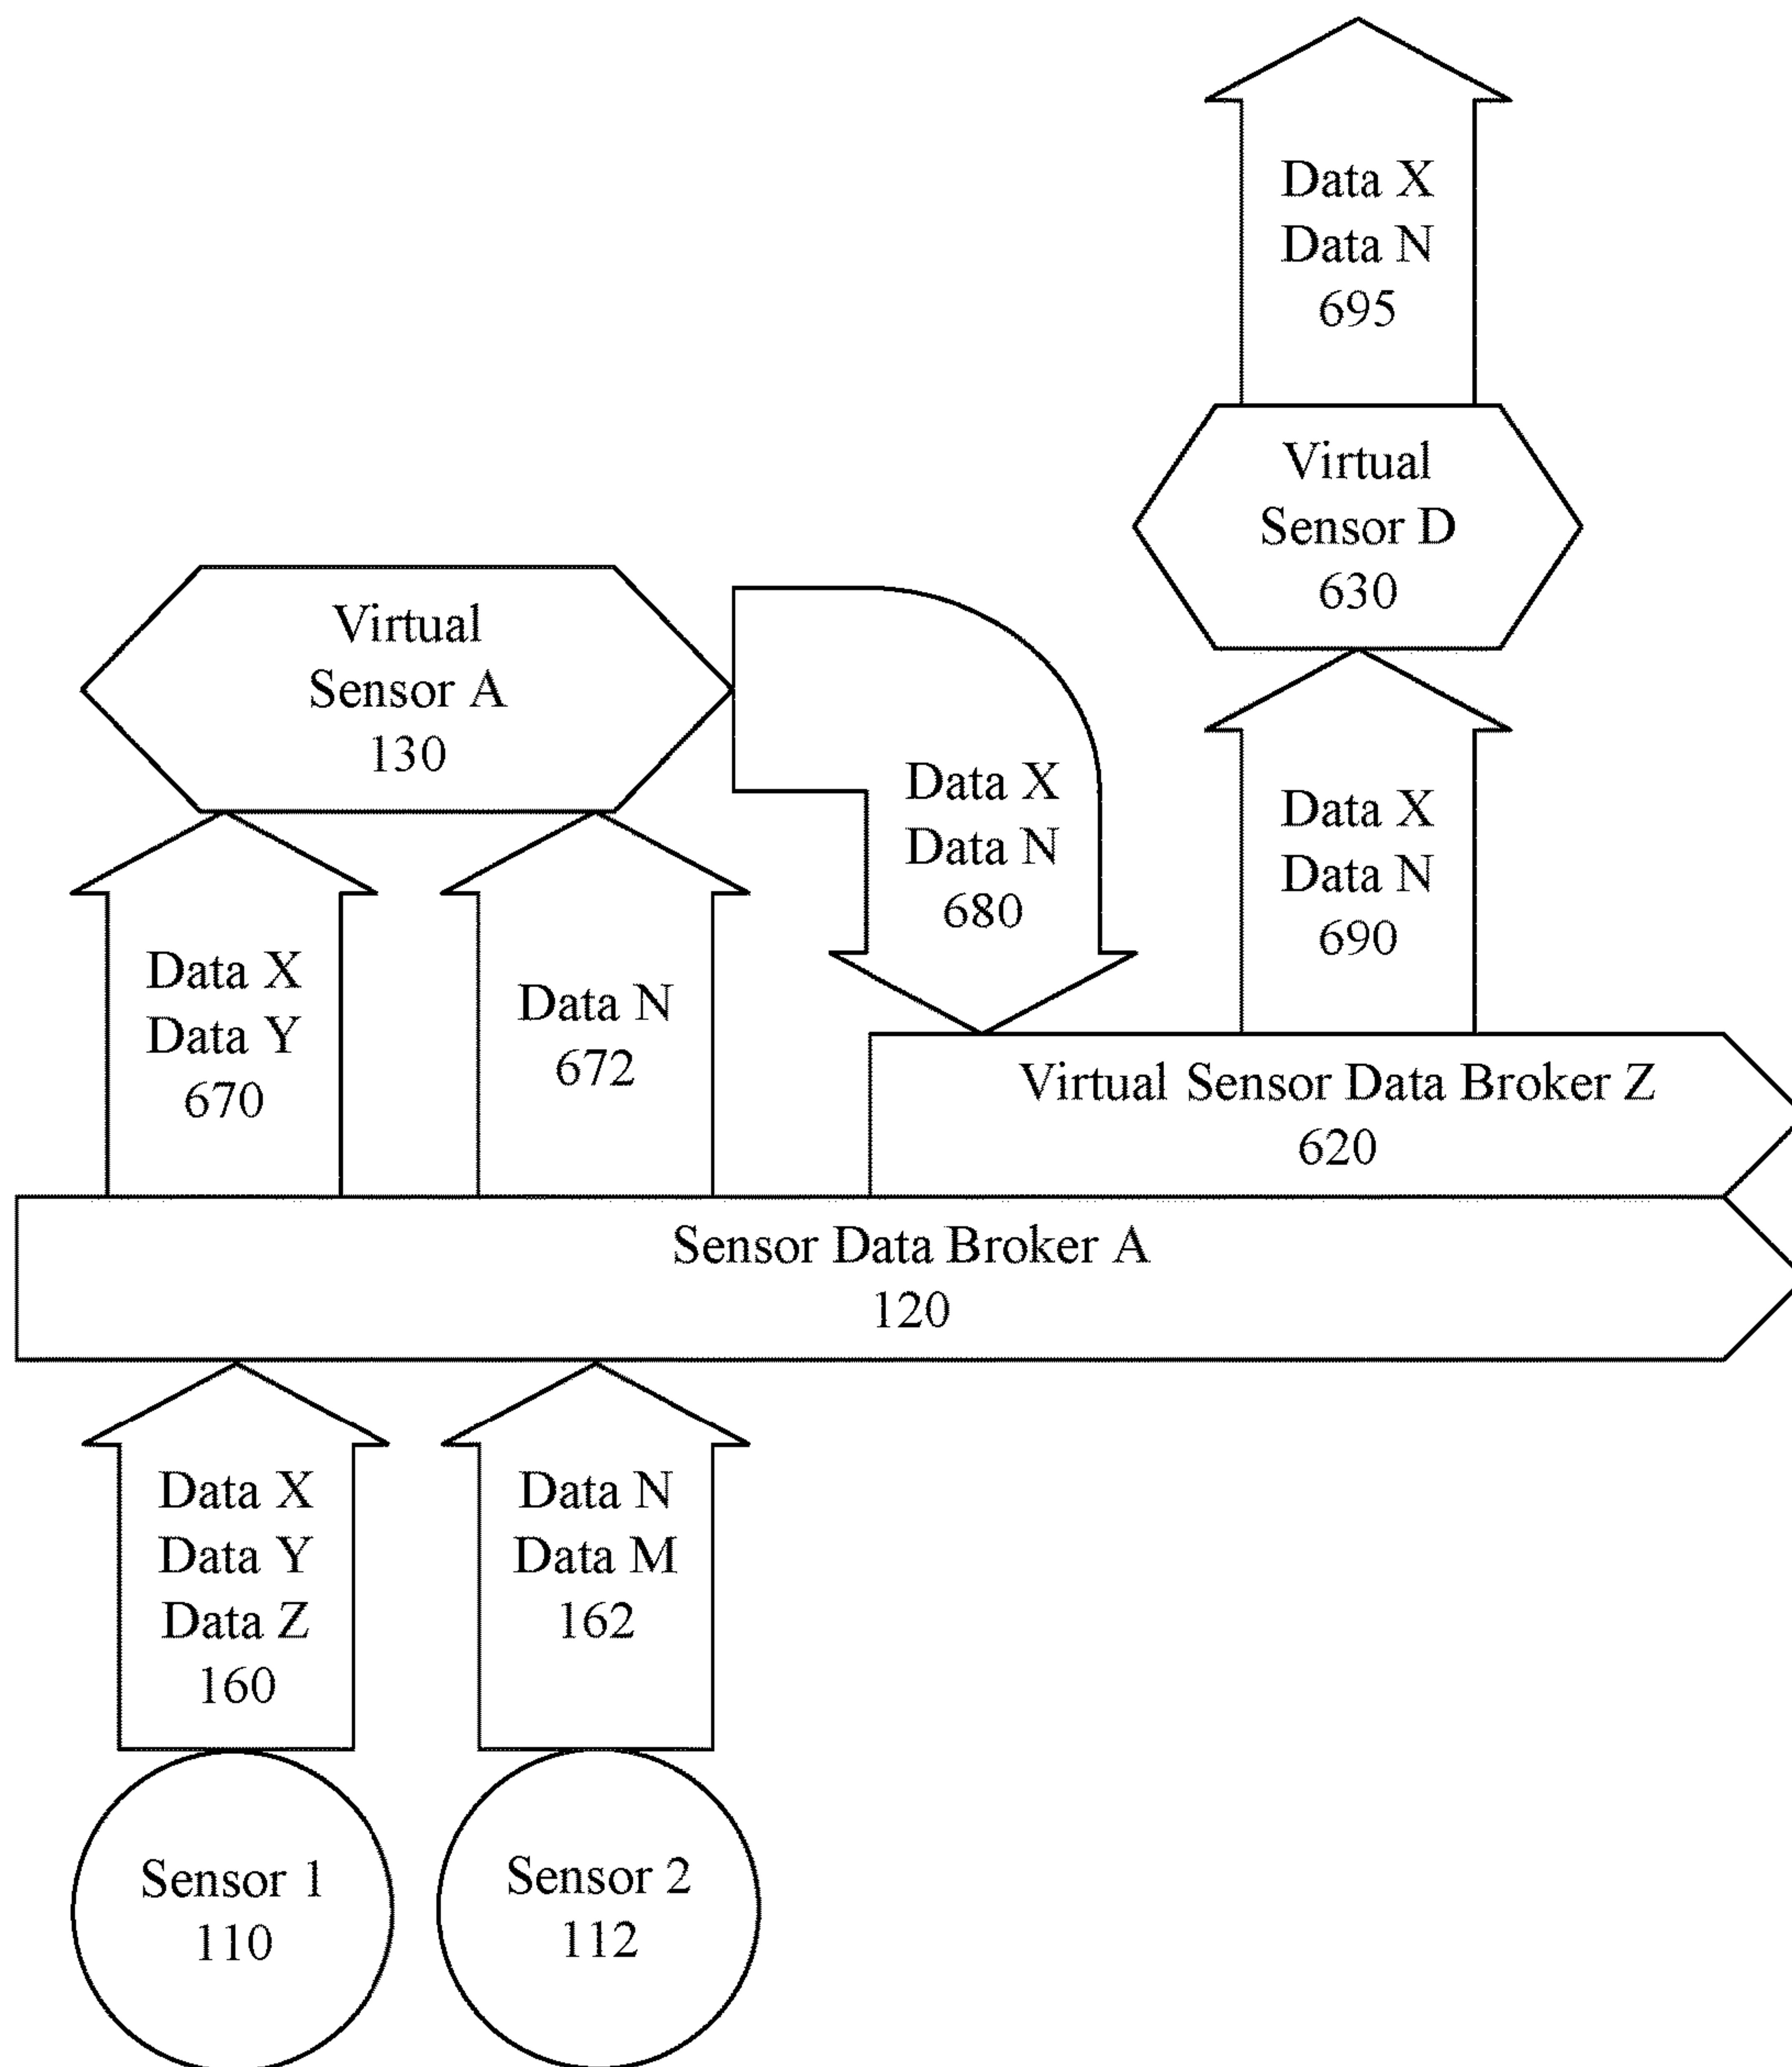 Data X
Data N
695
Virtual
Sensor D
630
Virtual
Sensor A
130
Data X
Data N
680
Data X
Data N
690
Data X
Data Y
670
Data N
672
Virtual Sensor Data Broker Z
620
Sensor Data Broker A
120
Data X
Data Y
Data Z
160
Data N
Data M
162
Sensor 1
110
Sensor 2
112